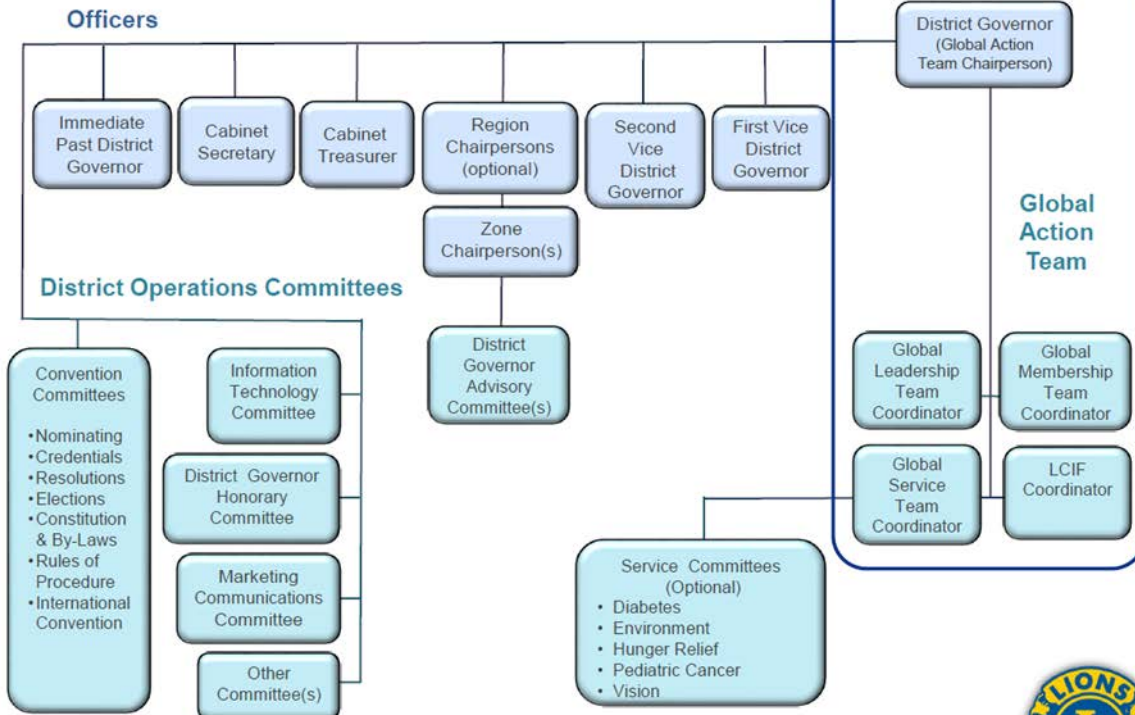 Officers
District Governor
(Global Action
Team Chairperson)
Immediate
Past District
Governor
Cabinet
Secretary
Cabinet
Treasurer
Region
Chairpersons
(optional)
Second
Vice
District
Governor
First Vice
District
Governor
Zone
Chairperson(s)
Global
Action
Team
District Operations Committees
District
Governor
Advisory
Committee(s)
Convention
Committees
•Nominating
•Credentials
•Resolutions
•Elections
•Constitution
& By-Laws
•Rules of
Procedure
•International
Convention
Information
Technology
Committee
District Governor
Honorary
Committee
Marketing
Communications
Committee
Other
Committee(s)
Global
Leadership
Team
Coordinator
Global
Membership
Team
Coordinator
Global
Service
Team
Coordinator
LCIF
Coordinator
Service Committees
(Optional)
• Diabetes
• Environment
• Hunger Relief
• Pediatric Cancer
• Vision
LIONS
L